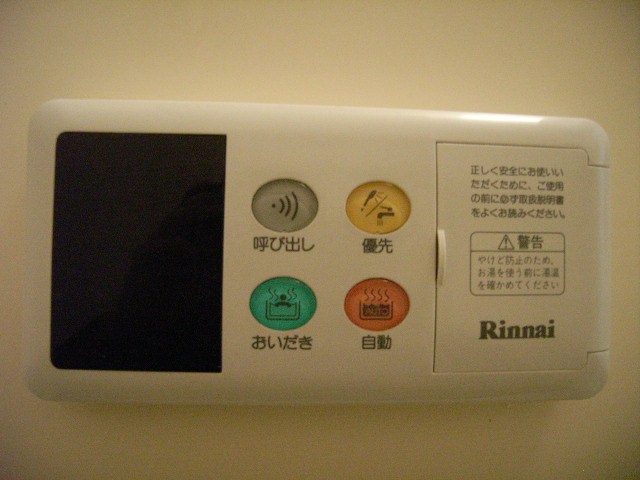 呼び出し
優先
おいだき
自動
AUTO
正しく安全にお使いい
ただくために、ご使用
の前に必ず取扱説明書
をよくお読みください。
警告
やけど防止のため、
お湯を使う前に湯温
を確かめてください
Rinnai